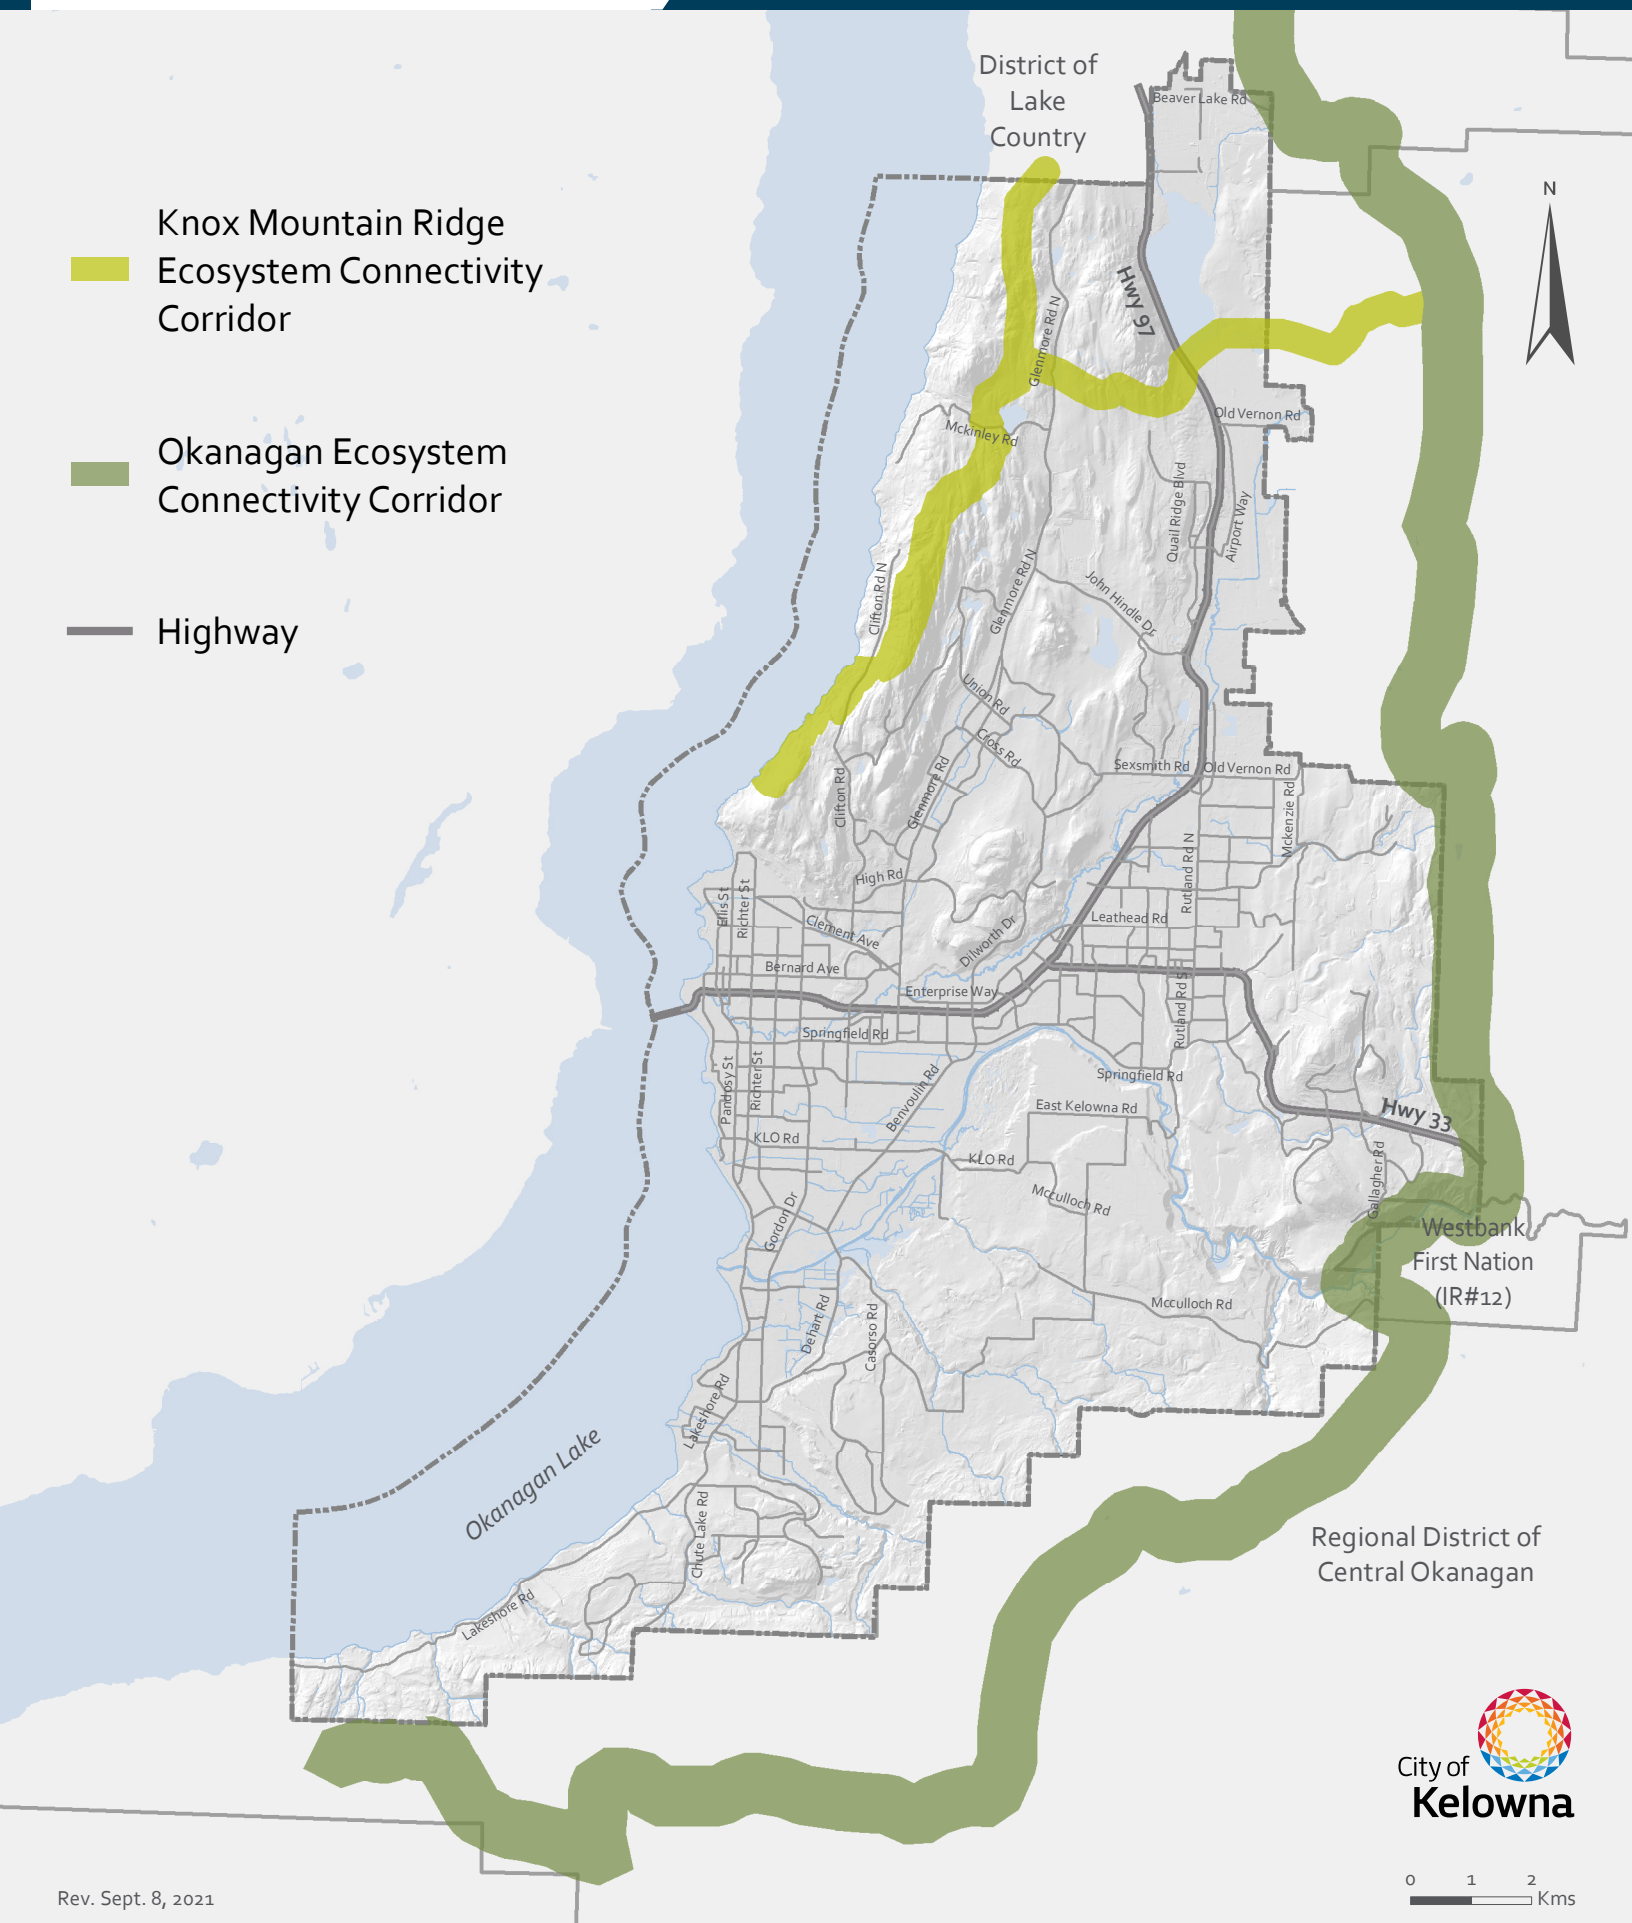 District of
Lake
Country
Beaver Lake Rd
N
Knox Mountain Ridge
Ecosystem Connectivity
Corridor
Hwy 97
Glenmore Rd N
Old Vernon Rd
Mckinley Rd
Okanagan Ecosystem
Connectivity Corridor
Quail Ridge Blvd
Airport Way
Clifton Rd N
Glenmore Rd N
John Hindle Dr
Highway
Union Rd
Cross Rd
Sexsmith Rd
Old Vernon Rd
Clifton Rd
Glenmore Rd
Mckenzie Rd
Rutland Rd N
High Rd
Ellis St
Richter St
Leathead Rd
Clement Ave
Dilworth Dr
Bernard Ave
Enterprise Way
Rutland Rd S
Springfield Rd
Pandosy St
Richter St
Benvoulin Rd
Springfield Rd
East Kelowna Rd
Hwy 33
KLO Rd
KLO Rd
Gallagher Rd
Mcculloch Rd
Gordon Dr
Westbank
First Nation
(IR#12)
Mcculloch Rd
Dehart Rd
Casorso Rd
Lakeshore Rd
Okanagan Lake
Chute Lake Rd
Regional District of
Central Okanagan
Lakeshore Rd
City of
Kelowna
0 1 2
Kms
Rev. Sept. 8, 2021